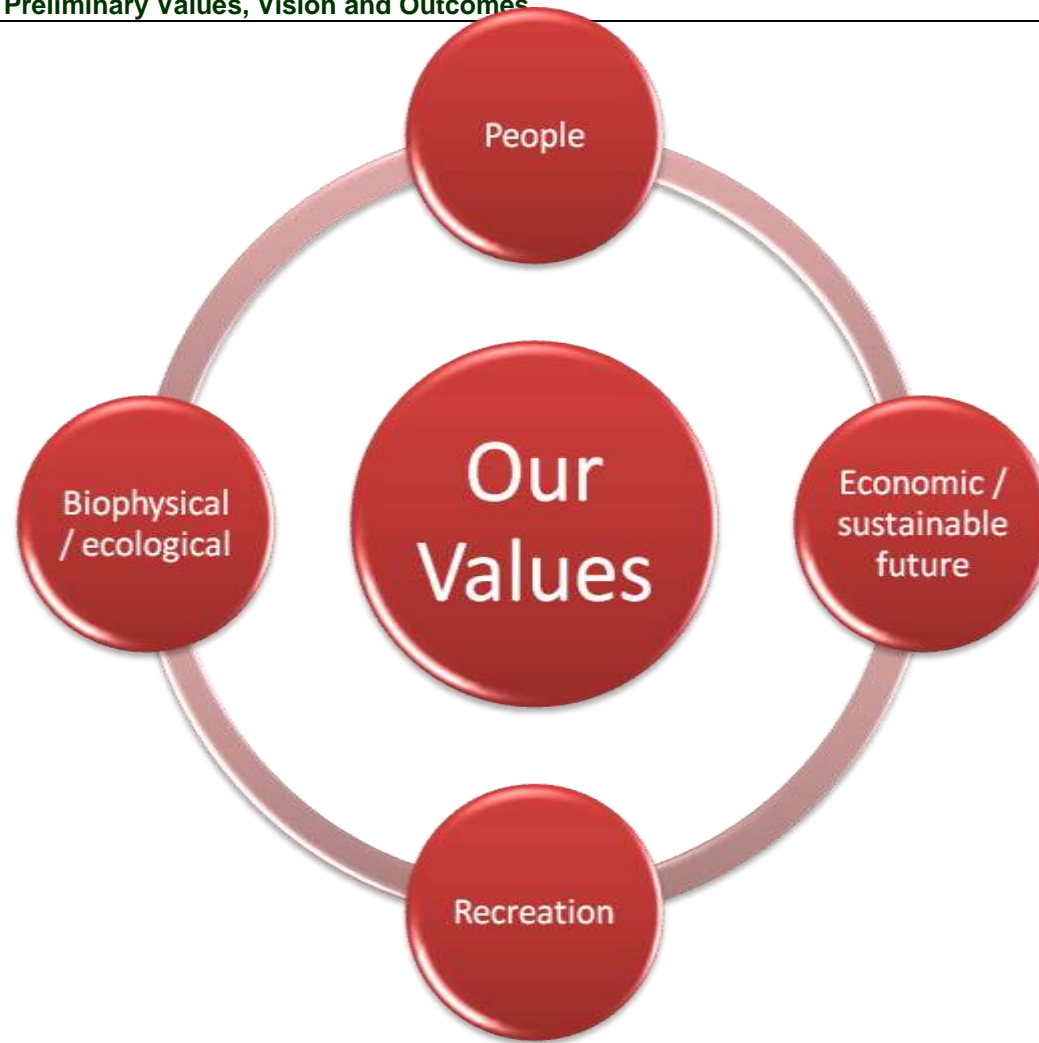 Preliminary Values, Vision and Outcomes
People
Our
Values
Biophysical
/ ecological
Economic /
sustainable
future
Recreation